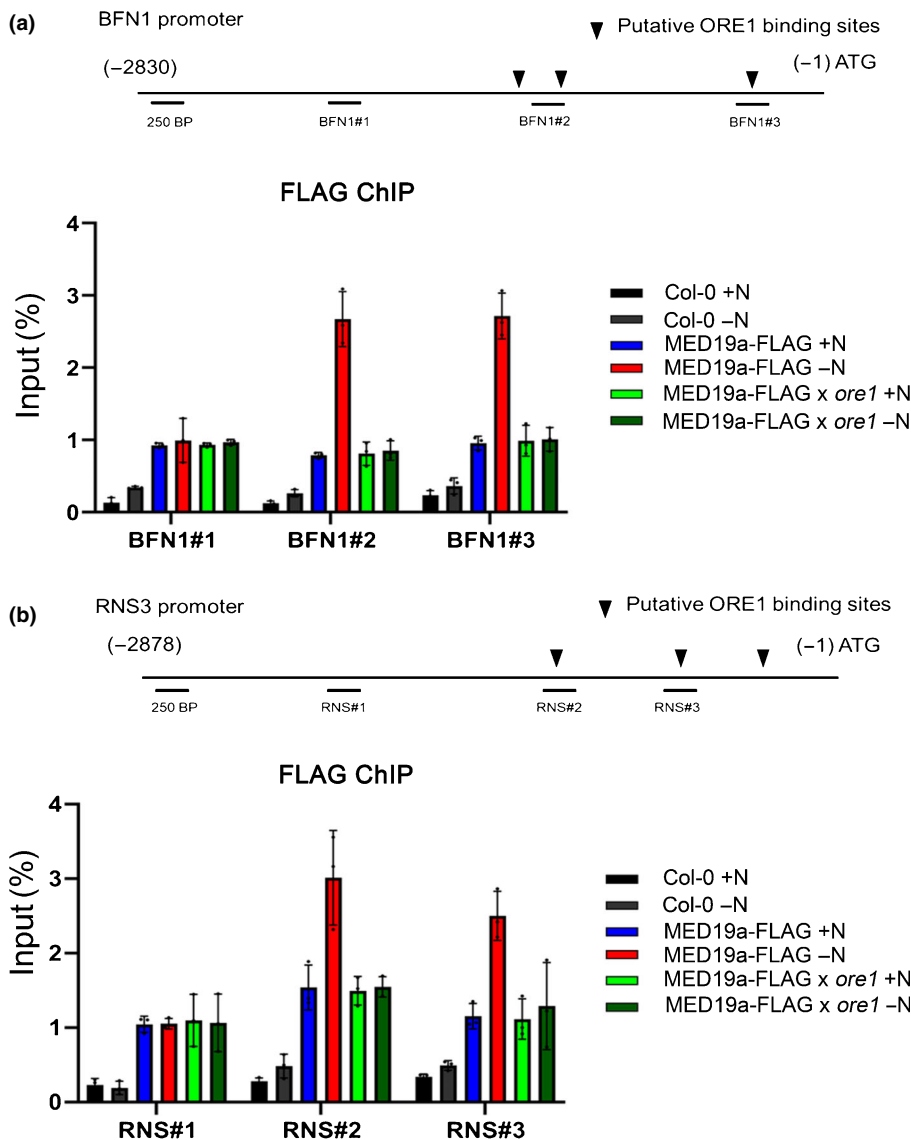 (a)
BFN1 promoter
Putative ORE1 binding sites
(−2830)
(−1) ATG
250 BP
BFN1#1
BFN1#2
BFN1#3
FLAG ChIP
Input (%)
4
3
2
1
0
BFN1#1
BFN1#2
BFN1#3
Col-0 +N
Col-0 −N
MED19a-FLAG +N
MED19a-FLAG −N
MED19a-FLAG x ore1 +N
MED19a-FLAG x ore1 −N
(b)
RNS3 promoter
Putative ORE1 binding sites
(−2878)
(−1) ATG
250 BP
RNS#1
RNS#2
RNS#3
FLAG ChIP
Input (%)
4
3
2
1
0
RNS#1
RNS#2
RNS#3
Col-0 +N
Col-0 −N
MED19a-FLAG +N
MED19a-FLAG −N
MED19a-FLAG x ore1 +N
MED19a-FLAG x ore1 −N